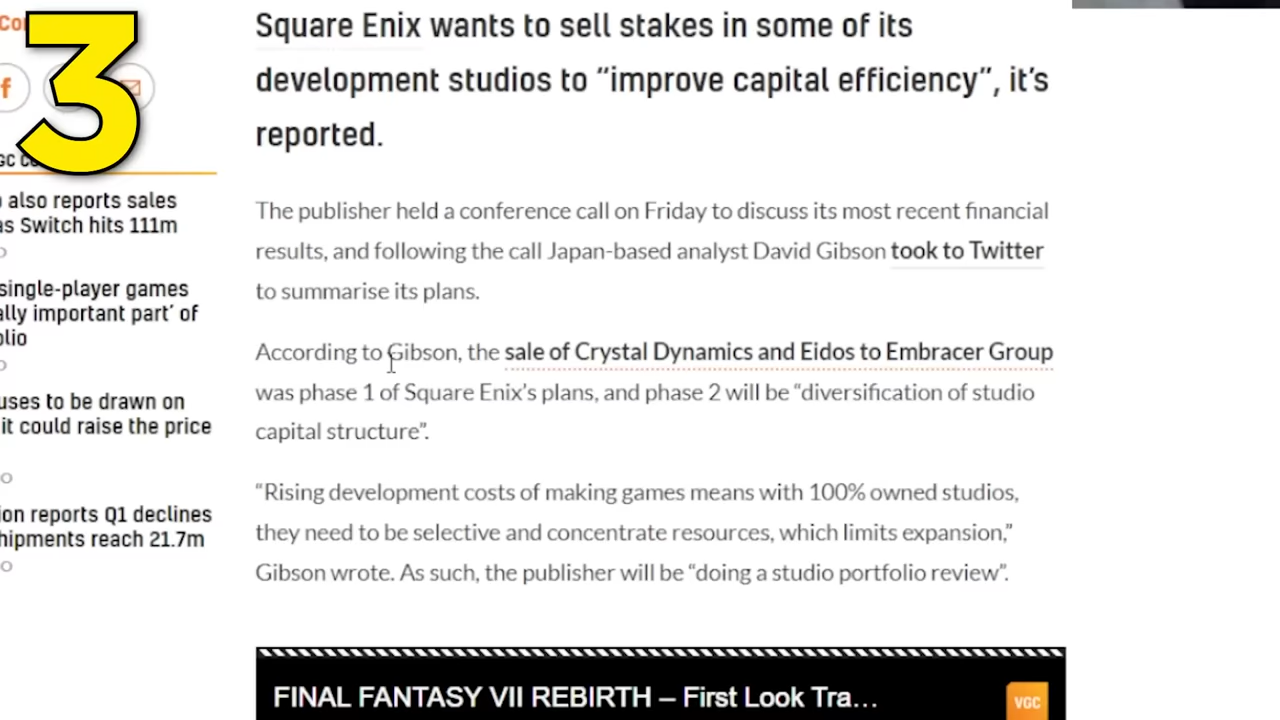 3
Square Enix wants to sell stakes in some of its
development studios to “improve capital efficiency”, it’s
reported.
also reports sales
as Switch hits 111m
single-player games
important part’ of
to be drawn on
it could raise the price
reports Q1 declines
reach 21.7m
The publisher held a conference call on Friday to discuss its most recent financial
results, and following the call Japan-based analyst David Gibson took to Twitter
to summarise its plans.
According to Gibson, the sale of Crystal Dynamics and Eidos to Embracer Group
was phase 1 of Square Enix’s plans, and phase 2 will be “diversification of studio
capital structure”.
“Rising development costs of making games means with 100% owned studios,
they need to be selective and concentrate resources, which limits expansion,”
Gibson wrote. As such, the publisher will be “doing a studio portfolio review”.
FINAL FANTASY VII REBIRTH – First Look Tra…
VGC